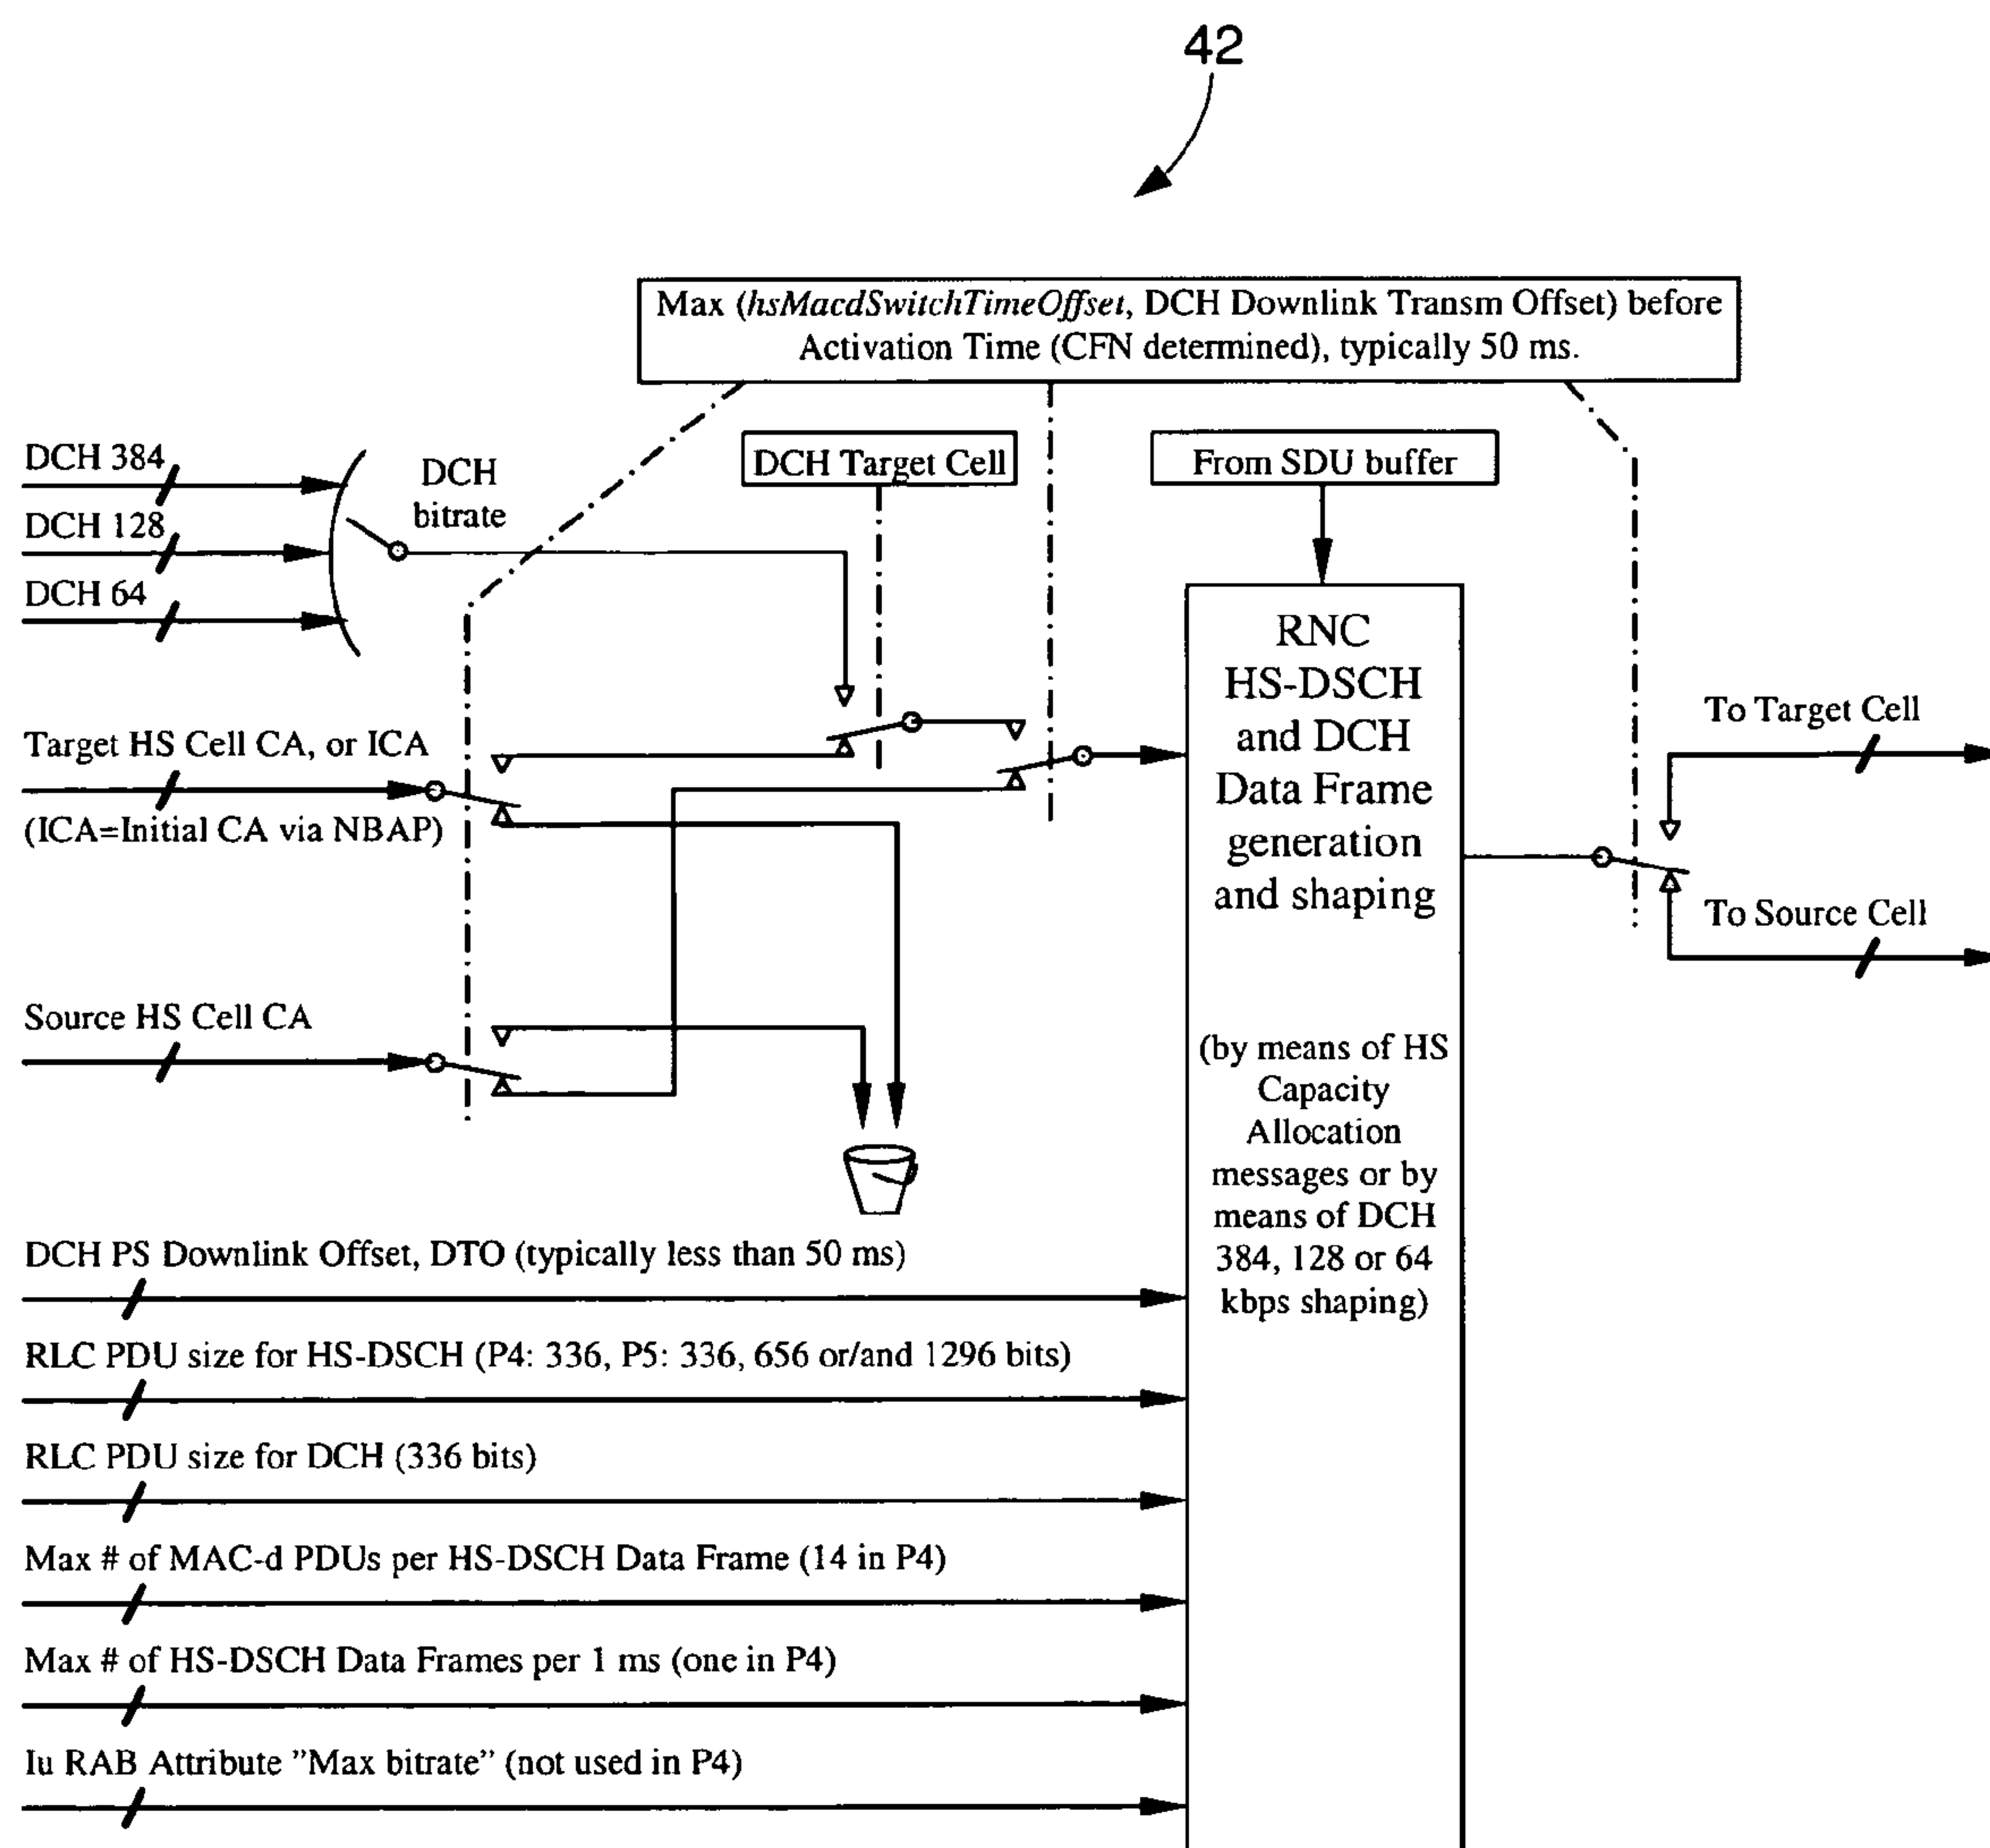 42
Max (hsMacdSwitchTimeOffset, DCH Downlink Transm Offset) before
Activation Time (CFN determined), typically 50 ms.
DCH 384
DCH 128
DCH 64
DCH
bitrate
DCH Target Cell
From SDU buffer
RNC
HS-DSCH
and DCH
Data Frame
generation
and shaping
(by means of HS
Capacity
Allocation
messages or by
means of DCH
384, 128 or 64
kbps shaping)
To Target Cell
To Source Cell
Target HS Cell CA, or ICA
(ICA=Initial CA via NBAP)
Source HS Cell CA
DCH PS Downlink Offset, DTO (typically less than 50 ms)
RLC PDU size for HS-DSCH (P4: 336, P5: 336, 656 or/and 1296 bits)
RLC PDU size for DCH (336 bits)
Max # of MAC-d PDUs per HS-DSCH Data Frame (14 in P4)
Max # of HS-DSCH Data Frames per 1 ms (one in P4)
Iu RAB Attribute "Max bitrate" (not used in P4)